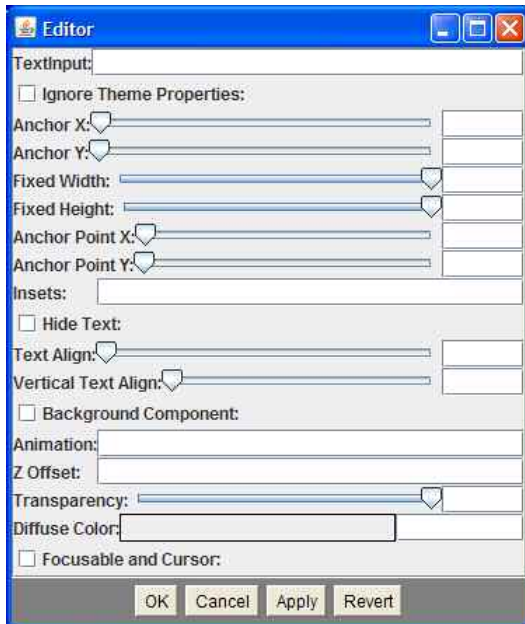 Editor
TextInput:
Ignore Theme Properties:
Anchor X:
Anchor Y:
Fixed Width:
Fixed Height:
Anchor Point X:
Anchor Point Y:
Insets:
Hide Text:
Text Align:
Vertical Text Align:
Background Component:
Animation:
Z Offset:
Transparency:
Diffuse Color:
Focusable and Cursor:
OK Cancel Apply Revert